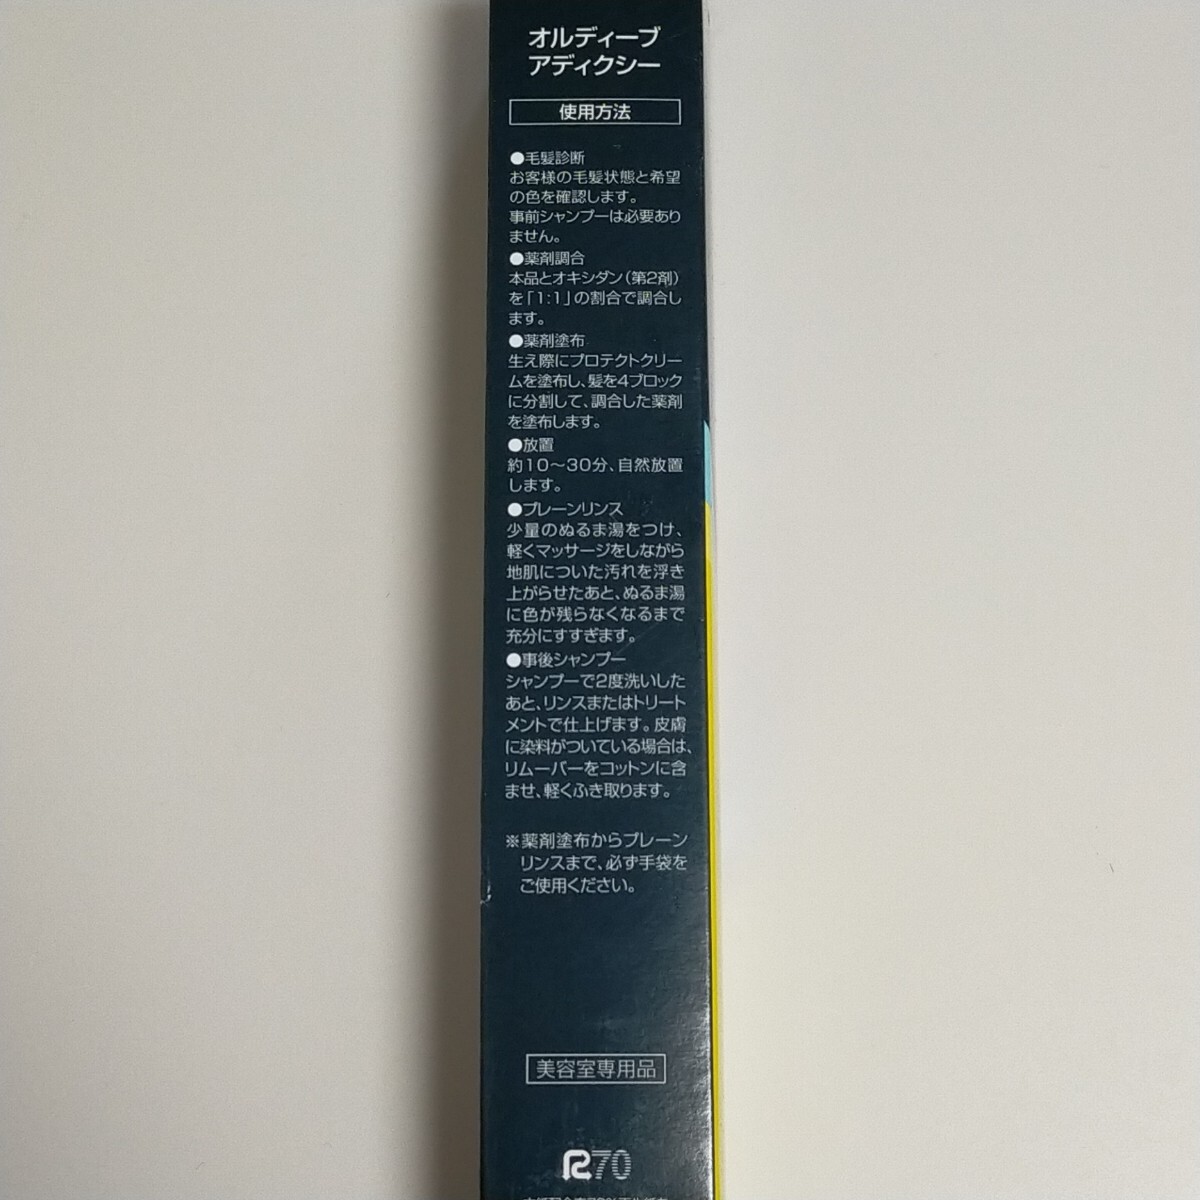 オルディーブ
アディクシー
使用方法
●毛髪診断
お客様の毛髪状態と希望
の色を確認します。
事前シャンプーは必要あり
ません。
●薬剤調合
本品とオキシダン(第2剤)
を「1:1」の割合で調合し
ます。
●薬剤塗布
生え際にプロテクトクリー
ムを塗布し、髪を4ブロック
に分割して、調合した薬剤
を塗布します。
●放置
約10～30分、自然放置
します。
●プレーンリンス
少量のぬるま湯をつけ、
軽くマッサージをしながら
地肌についた汚れを浮き
上がらせたあと、ぬるま湯
に色が残らなくなるまで
充分にすすぎます。
●事後シャンプー
シャンプーで2度洗いした
あと、リンスまたはトリート
メントで仕上げます。皮膚
に染料がついている場合は、
リムーバーをコットンに含
ませ、軽くふき取ります。
※薬剤塗布からプレーン
リンスまで、必ず手袋を
ご使用ください。
美容室専用品
R70